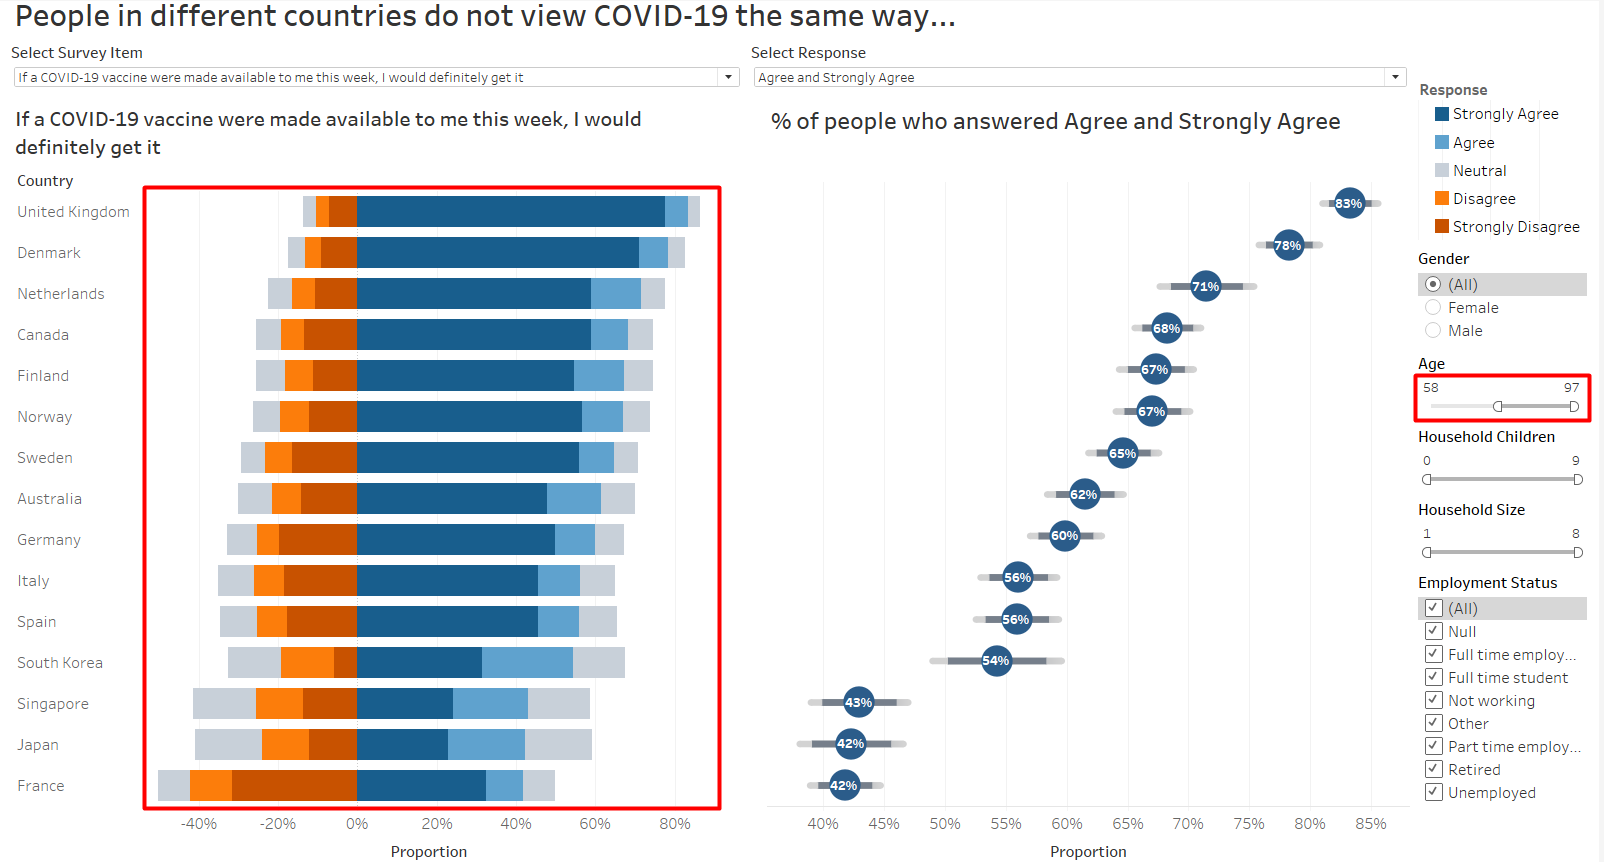 People in different countries do not view COVID-19 the same way...
Select Survey Item
If a COVID-19 vaccine were made available to me this week, I would definitely get it
Select Response
Agree and Strongly Agree
If a COVID-19 vaccine were made available to me this week, I would
definitely get it
Country
United Kingdom
Denmark
Netherlands
Canada
Finland
Norway
Sweden
Australia
Germany
Italy
Spain
South Korea
Singapore
Japan
France
-40% -20% 0% 20% 40% 60% 80%
Proportion
% of people who answered Agree and Strongly Agree
83%
78%
71%
68%
67%
67%
65%
62%
60%
56%
56%
54%
43%
42%
42%
40% 45% 50% 55% 60% 65% 70% 75% 80% 85%
Proportion
Response
Strongly Agree
Agree
Neutral
Disagree
Strongly Disagree
Gender
(All)
Female
Male
Age
58 97
Household Children
0 9
Household Size
1 8
Employment Status
(All)
Null
Full time employ...
Full time student
Not working
Other
Part time employ...
Retired
Unemployed